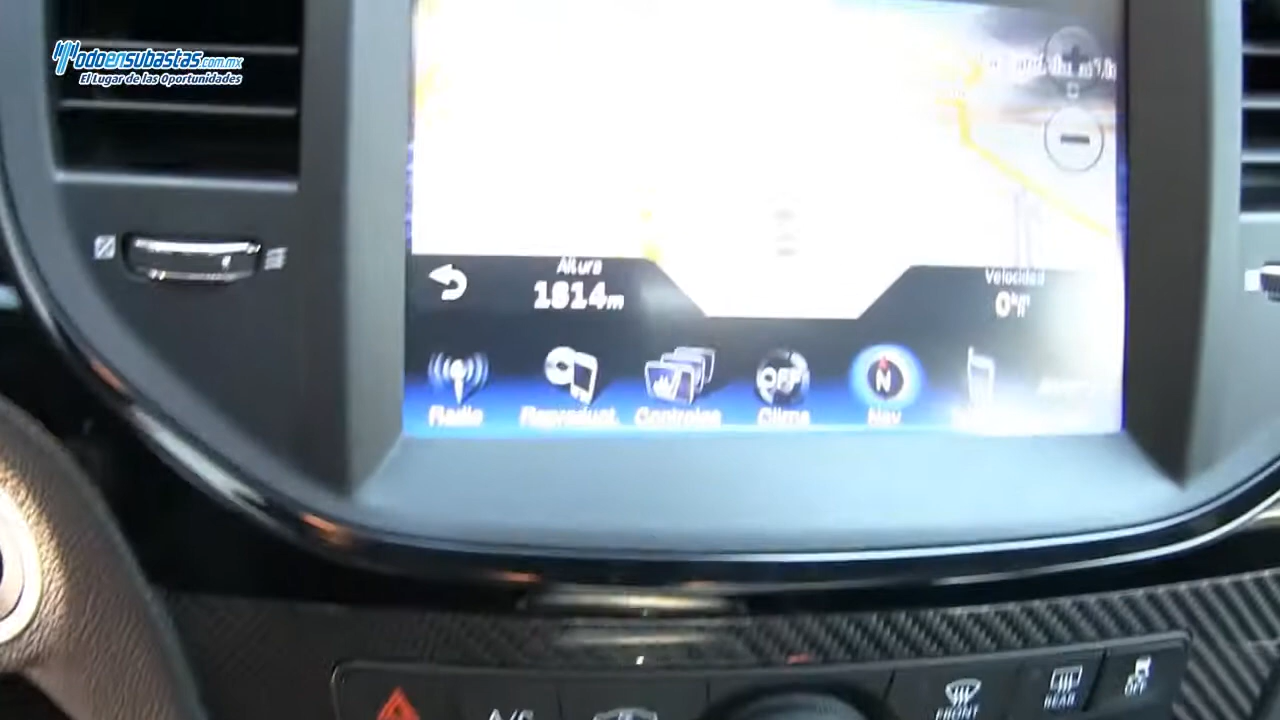 Todoensubastas.com.mx
El Lugar de las Oportunidades
Altura
1814m
Velocidad
Radio
Reproduct.
Controles
OFF
Clima
N
Nav
A/C
FRONT
REAR
OFF